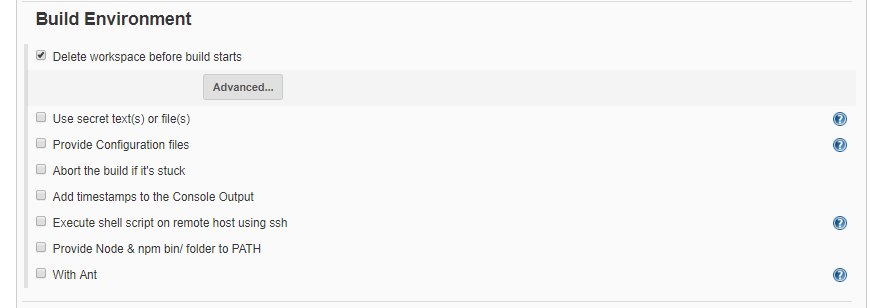 Build Environment
Delete workspace before build starts
Advanced...
Use secret text(s) or file(s)
Provide Configuration files
Abort the build if it's stuck
Add timestamps to the Console Output
Execute shell script on remote host using ssh
Provide Node & npm bin/ folder to PATH
With Ant